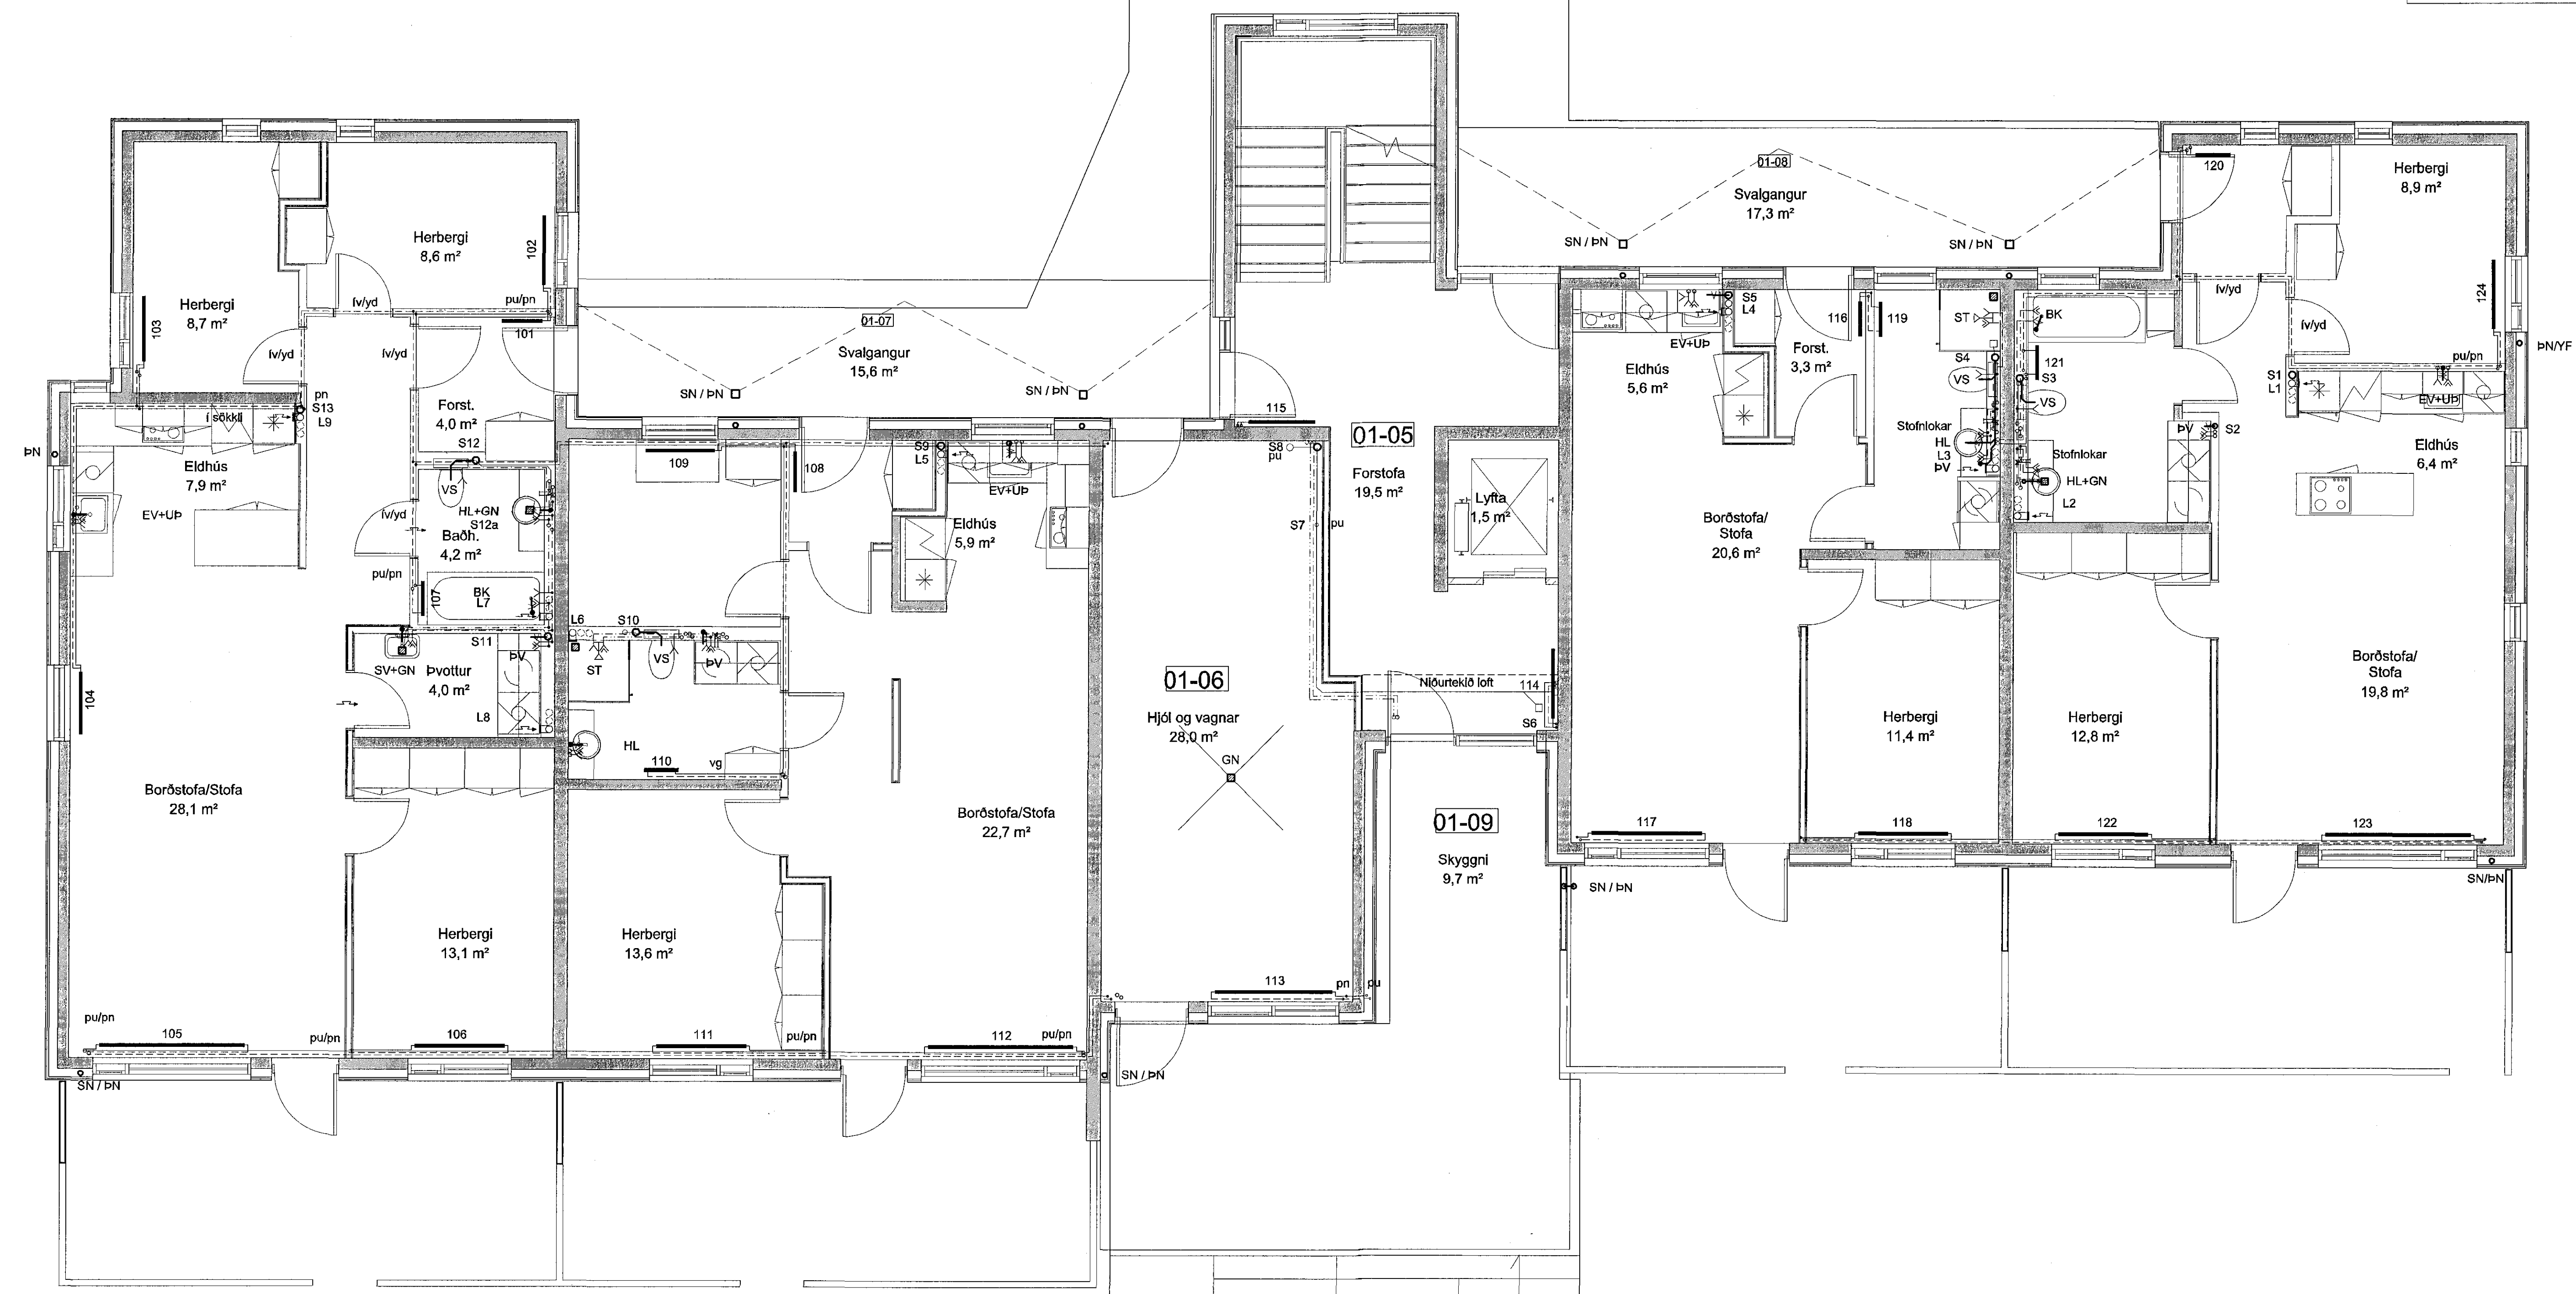 01-08
Svalgangur
17,3 m²
SN / ÞN
SN / ÞN
120
Herbergi
8,9 m²
124
ÞN/YF
ív/yd
ív/yd
pu/pn
Herbergi
8,6 m²
102
Herbergi
8,7 m²
103
ív/yd
pu/pn
101
ív/yd
ív/yd
01-07
Svalgangur
15,6 m²
SN / ÞN
SN / ÞN
pn
S13
L9
í sökkli
Forst.
4,0 m²
S12
ÞN
Eldhús
7,9 m²
EV+UÞ
VS
HL+GN
S12a
ív/yd
Baðh.
4,2 m²
pu/pn
107
BK
L7
S11
ÞV
SV+GN
Þvottur
4,0 m²
L8
104
Borðstofa/Stofa
28,1 m²
Herbergi
13,1 m²
pu/pn
105
pu/pn
106
SN / ÞN
109
108
S9
L5
EV+UÞ
Eldhús
5,9 m²
L6
S10
ST
VS
ÞV
HL
110
vg
Borðstofa/Stofa
22,7 m²
Herbergi
13,6 m²
111
pu/pn
112
pu/pn
115
S8
pu
01-05
Forstofa
19,5 m²
S7
pu
Lyfta
1,5 m²
01-06
Hjól og vagnar
28,0 m²
GN
Niðurtekið loft
114
S6
01-09
Skyggni
9,7 m²
113
pn
pu
SN / ÞN
S5
L4
EV+UÞ
Eldhús
5,6 m²
116
119
Forst.
3,3 m²
ST
S4
VS
Stofnlokar
HL
L3
ÞV
Borðstofa/
Stofa
20,6 m²
Herbergi
11,4 m²
117
118
SN / ÞN
BK
121
S3
VS
Stofnlokar
HL+GN
L2
ÞV
S2
S1
L1
EV+UÞ
Eldhús
6,4 m²
Herbergi
12,8 m²
Borðstofa/
Stofa
19,8 m²
122
123
SN/ÞN